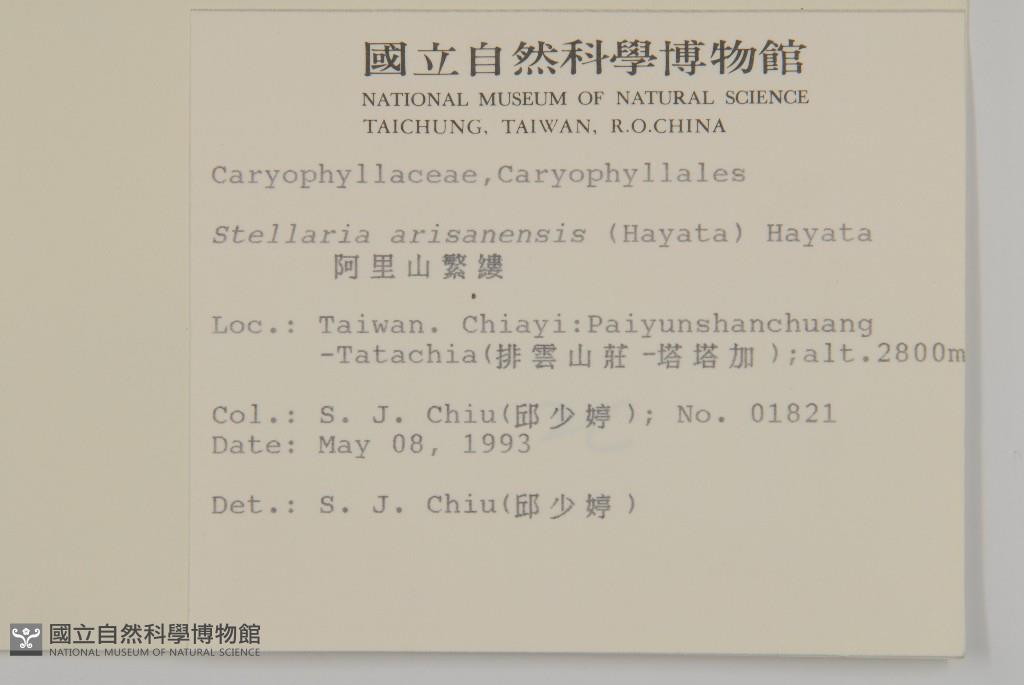 國立自然科學博物館
NATIONAL MUSEUM OF NATURAL SCIENCE
TAICHUNG, TAIWAN, R.O.CHINA
Caryophyllaceae,Caryophyllales
Stellaria arisanensis (Hayata) Hayata
阿里山繁縷
Loc.: Taiwan. Chiayi:Paiyunshanchuang
-Tatachia(排雲山莊-塔塔加);alt.2800m
Col.: S. J. Chiu(邱少婷); No. 01821
Date: May 08, 1993
Det.: S. J. Chiu(邱少婷)
國立自然科學博物館
NATIONAL MUSEUM OF NATURAL SCIENCE